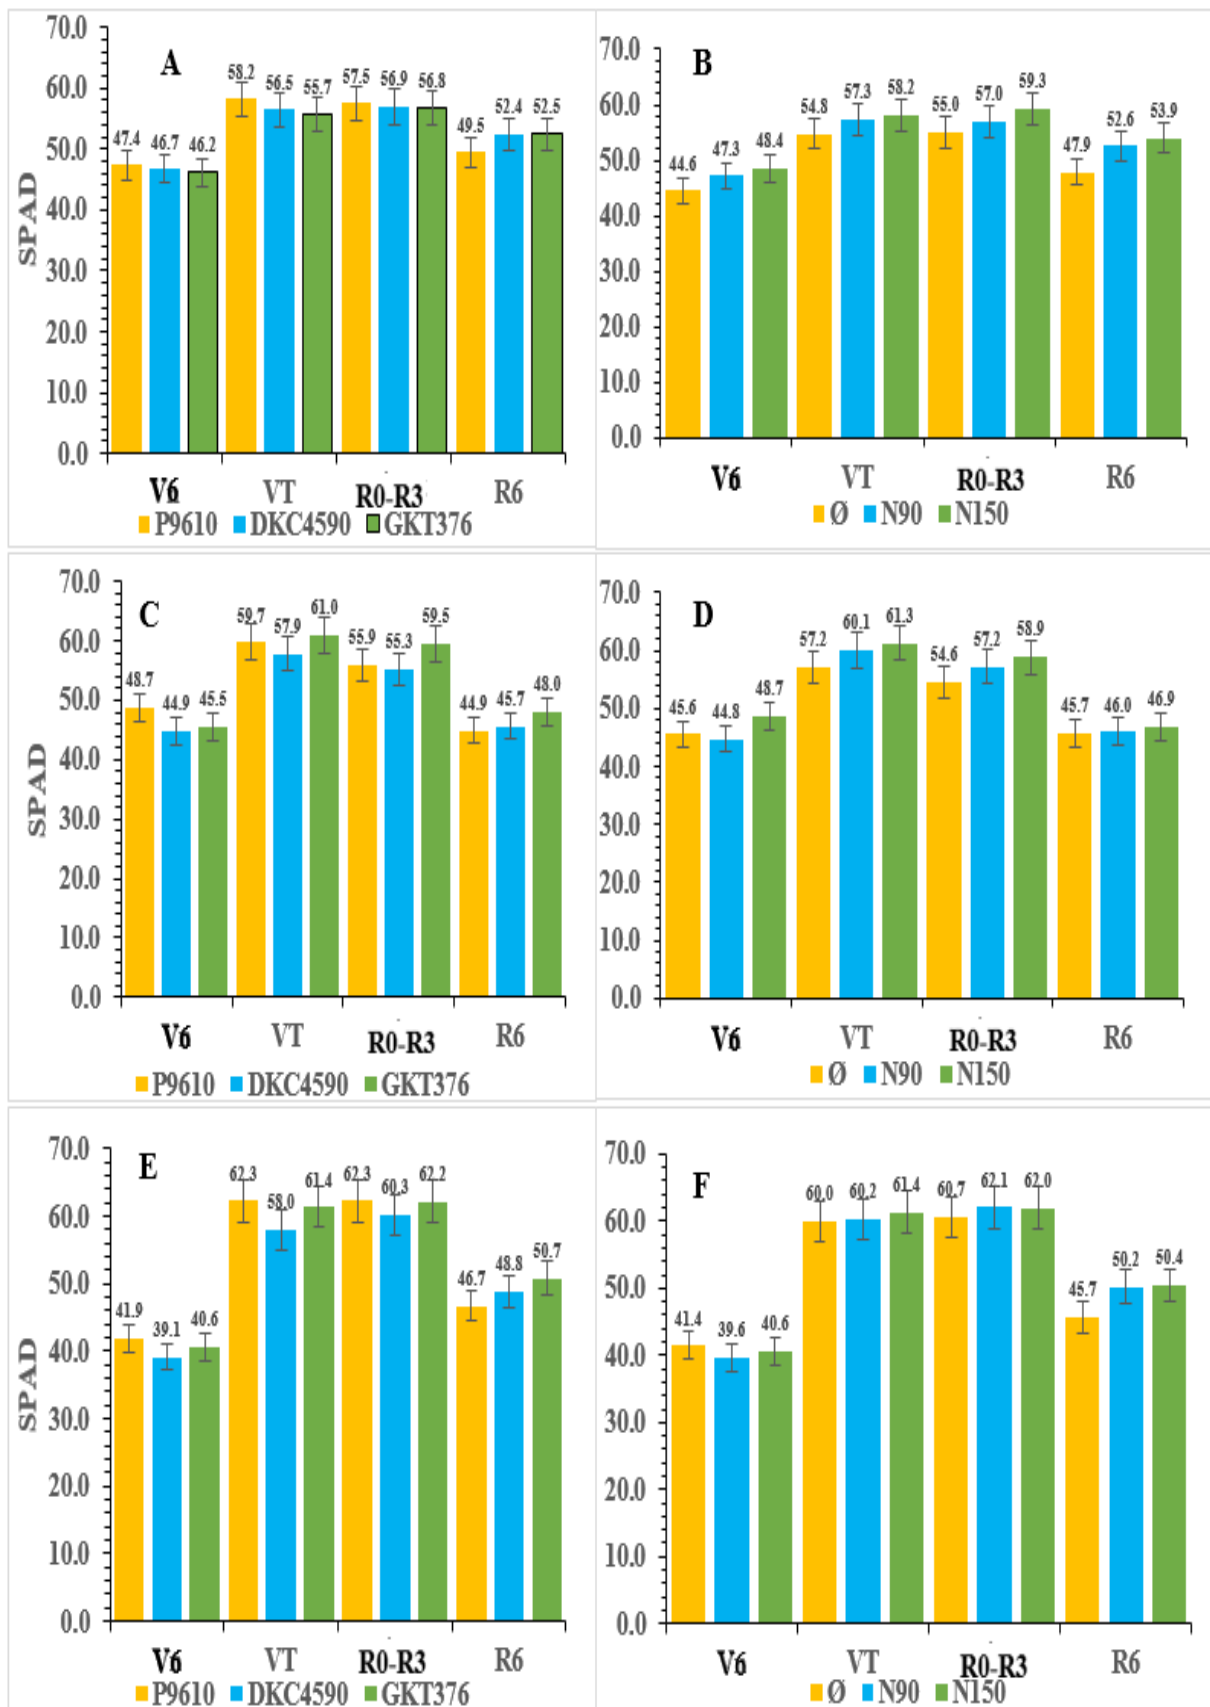 A
70.0
60.0
50.0
40.0
30.0
20.0
10.0
0.0
SPAD
47.4 46.7 46.2
58.2 56.5 55.7
57.5 56.9 56.8
49.5 52.4 52.5
V6 VT R0-R3 R6
P9610 DKC4590 GKT376
B
70.0
60.0
50.0
40.0
30.0
20.0
10.0
0.0
44.6 47.3 48.4
54.8 57.3 58.2
55.0 57.0 59.3
47.9 52.6 53.9
V6 VT R0-R3 R6
Ø N90 N150
C
70.0
60.0
50.0
40.0
30.0
20.0
10.0
0.0
SPAD
48.7 44.9 45.5
59.7 57.9 61.0
55.9 55.3 59.5
44.9 45.7 48.0
V6 VT R0-R3 R6
P9610 DKC4590 GKT376
D
70.0
60.0
50.0
40.0
30.0
20.0
10.0
0.0
45.6 44.8 48.7
57.2 60.1 61.3
54.6 57.2 58.9
45.7 46.0 46.9
V6 VT R0-R3 R6
Ø N90 N150
E
70.0
60.0
50.0
40.0
30.0
20.0
10.0
0.0
SPAD
41.9 39.1 40.6
62.3 58.0 61.4
62.3 60.3 62.2
46.7 48.8 50.7
V6 VT R0-R3 R6
P9610 DKC4590 GKT376
F
70.0
60.0
50.0
40.0
30.0
20.0
10.0
0.0
41.4 39.6 40.6
60.0 60.2 61.4
60.7 62.1 62.0
45.7 50.2 50.4
V6 VT R0-R3 R6
Ø N90 N150